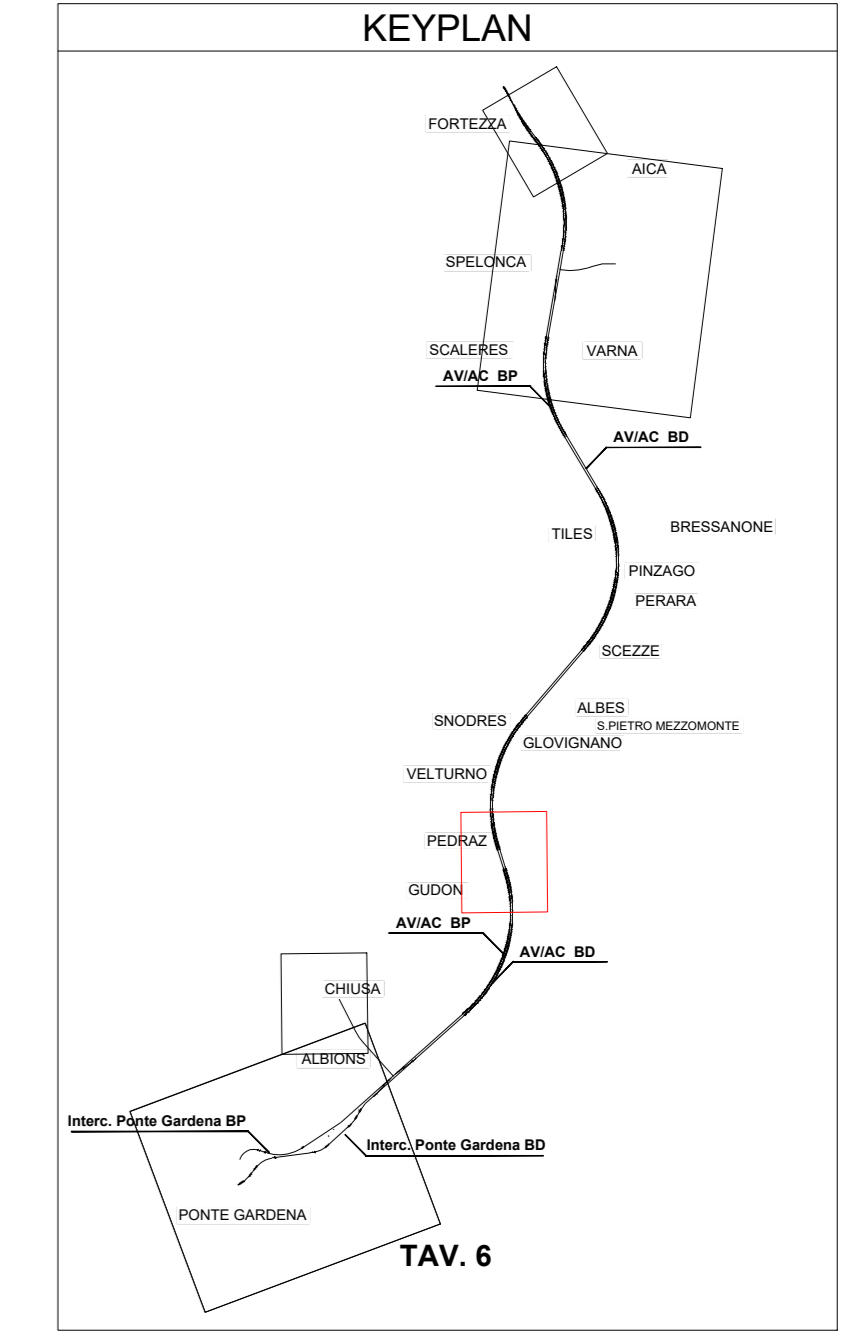 KEYPLAN
FORTEZZA
AICA
SPELONCA
SCALERES
VARNA
AV/AC BP
AV/AC BD
TILES
BRESSANONE
PINZAGO
PERARA
SCEZZE
ALBES
SNODRES
S.PIETRO MEZZOMONTE
GLOVIGNANO
VELTURNO
PEDRAZ
GUDON
AV/AC BP
AV/AC BD
CHIUSA
ALBIONS
Interc. Ponte Gardena BP
Interc. Ponte Gardena BD
PONTE GARDENA
TAV. 6